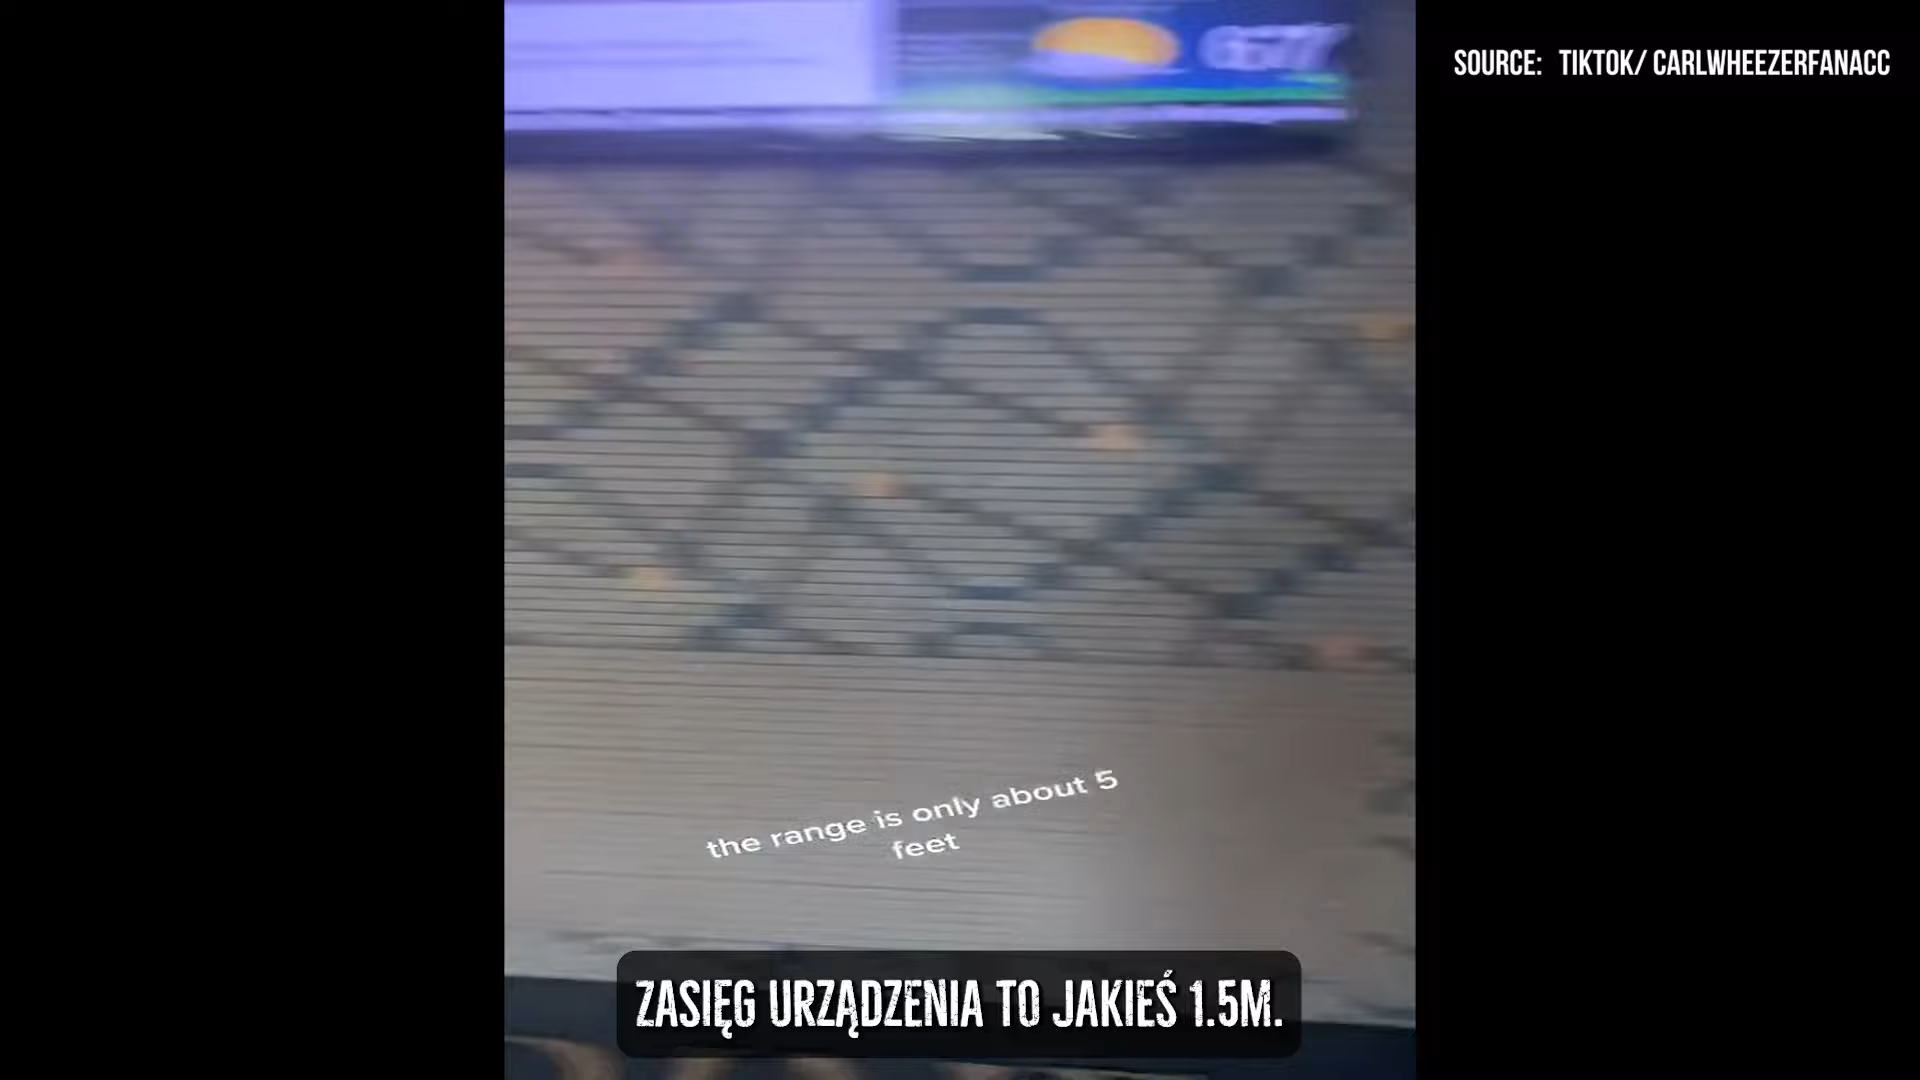 SOURCE: TIKTOK/ CARLWHEEZERFANACC
the range is only about 5
feet
ZASIĘG URZĄDZENIA TO JAKIEŚ 1.5M.